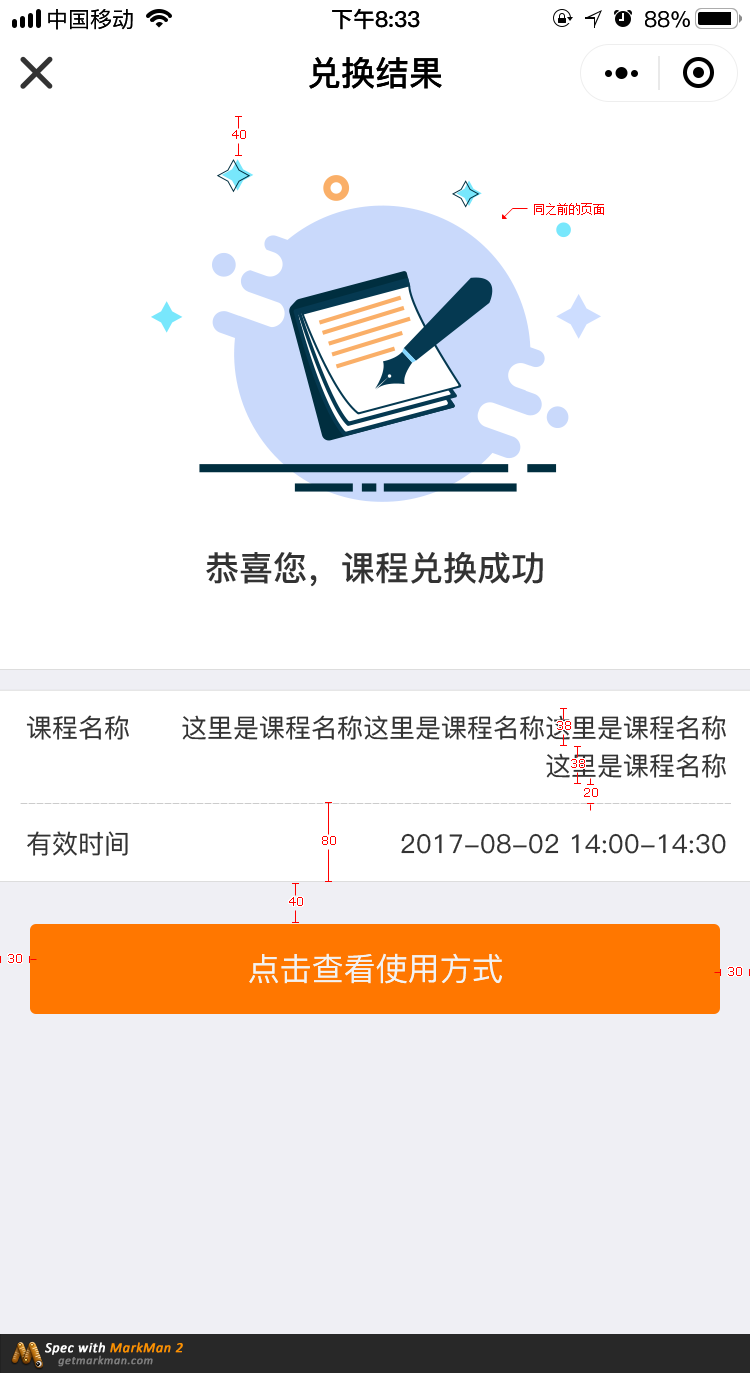 中国移动
下午8:33
88%
兑换结果
40
同之前的页面
恭喜您，课程兑换成功
课程名称
这里是课程名称这里是课程名称这里是课程名称
38
这里是课程名称
38
20
有效时间
80
2017-08-02 14:00-14:30
40
30
点击查看使用方式
30
Spec with MarkMan 2
getmarkman.com